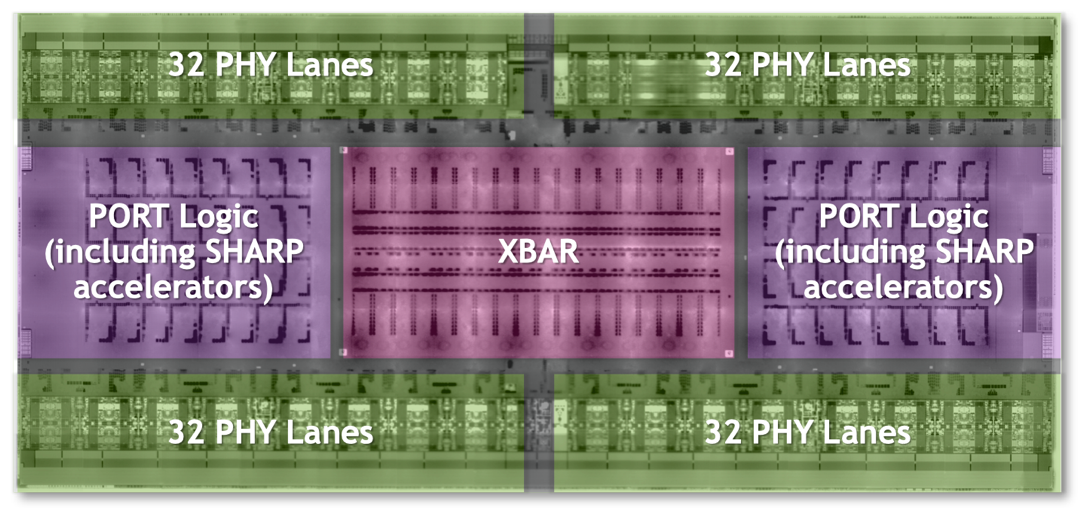 32 PHY Lanes
32 PHY Lanes
PORT Logic
(including SHARP
accelerators)
XBAR
PORT Logic
(including SHARP
accelerators)
32 PHY Lanes
32 PHY Lanes